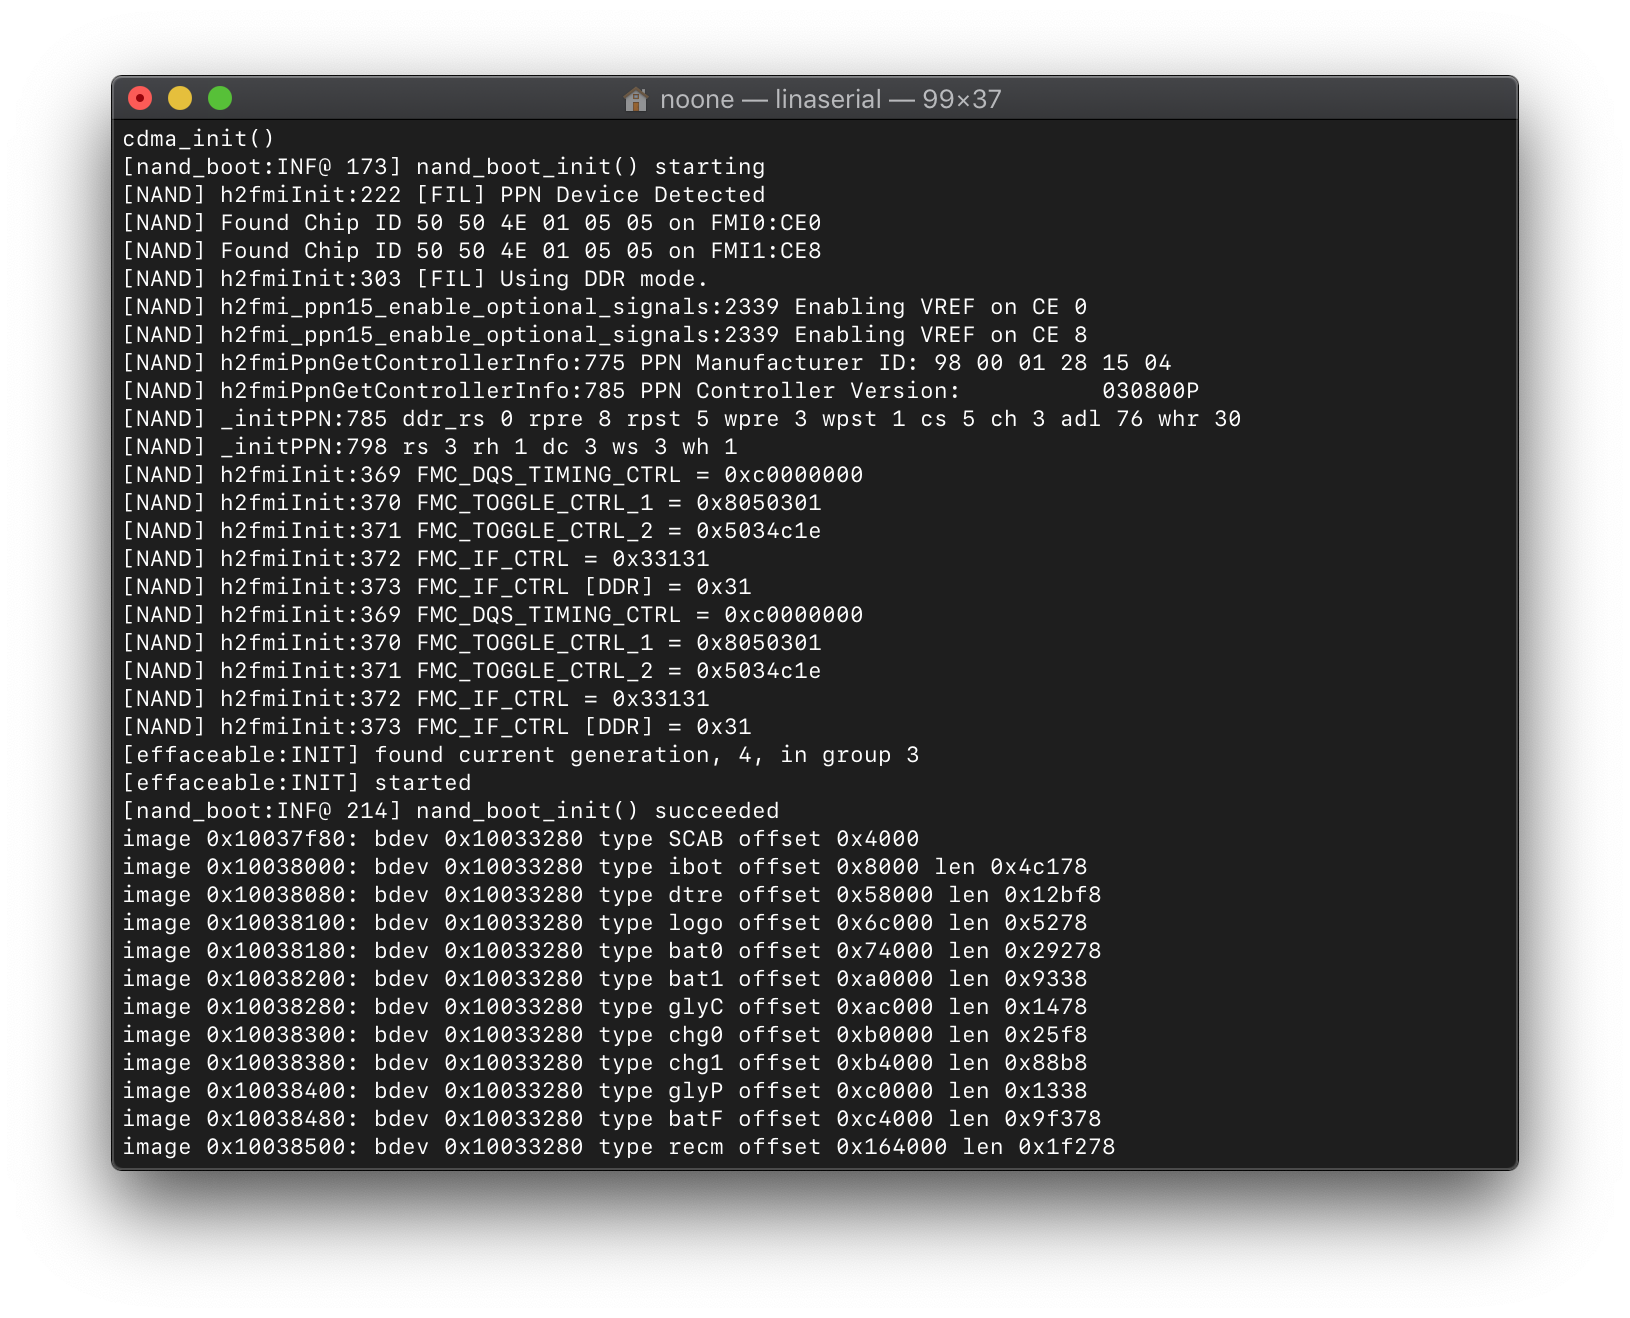 noone — linaserial — 99×37
cdma_init()
[nand_boot:INF@ 173] nand_boot_init() starting
[NAND] h2fmiInit:222 [FIL] PPN Device Detected
[NAND] Found Chip ID 50 50 4E 01 05 05 on FMI0:CE0
[NAND] Found Chip ID 50 50 4E 01 05 05 on FMI1:CE8
[NAND] h2fmiInit:303 [FIL] Using DDR mode.
[NAND] h2fmi_ppn15_enable_optional_signals:2339 Enabling VREF on CE 0
[NAND] h2fmi_ppn15_enable_optional_signals:2339 Enabling VREF on CE 8
[NAND] h2fmiPpnGetControllerInfo:775 PPN Manufacturer ID: 98 00 01 28 15 04
[NAND] h2fmiPpnGetControllerInfo:785 PPN Controller Version:          030800P
[NAND] _initPPN:785 ddr_rs 0 rpre 8 rpst 5 wpre 3 wpst 1 cs 5 ch 3 adl 76 whr 30
[NAND] _initPPN:798 rs 3 rh 1 dc 3 ws 3 wh 1
[NAND] h2fmiInit:369 FMC_DQS_TIMING_CTRL = 0xc0000000
[NAND] h2fmiInit:370 FMC_TOGGLE_CTRL_1 = 0x8050301
[NAND] h2fmiInit:371 FMC_TOGGLE_CTRL_2 = 0x5034c1e
[NAND] h2fmiInit:372 FMC_IF_CTRL = 0x33131
[NAND] h2fmiInit:373 FMC_IF_CTRL [DDR] = 0x31
[NAND] h2fmiInit:369 FMC_DQS_TIMING_CTRL = 0xc0000000
[NAND] h2fmiInit:370 FMC_TOGGLE_CTRL_1 = 0x8050301
[NAND] h2fmiInit:371 FMC_TOGGLE_CTRL_2 = 0x5034c1e
[NAND] h2fmiInit:372 FMC_IF_CTRL = 0x33131
[NAND] h2fmiInit:373 FMC_IF_CTRL [DDR] = 0x31
[effaceable:INIT] found current generation, 4, in group 3
[effaceable:INIT] started
[nand_boot:INF@ 214] nand_boot_init() succeeded
image 0x10037f80: bdev 0x10033280 type SCAB offset 0x4000
image 0x10038000: bdev 0x10033280 type ibot offset 0x8000 len 0x4c178
image 0x10038080: bdev 0x10033280 type dtre offset 0x58000 len 0x12bf8
image 0x10038100: bdev 0x10033280 type logo offset 0x6c000 len 0x5278
image 0x10038180: bdev 0x10033280 type bat0 offset 0x74000 len 0x29278
image 0x10038200: bdev 0x10033280 type bat1 offset 0xa0000 len 0x9338
image 0x10038280: bdev 0x10033280 type glyC offset 0xac000 len 0x1478
image 0x10038300: bdev 0x10033280 type chg0 offset 0xb0000 len 0x25f8
image 0x10038380: bdev 0x10033280 type chg1 offset 0xb4000 len 0x88b8
image 0x10038400: bdev 0x10033280 type glyP offset 0xc0000 len 0x1338
image 0x10038480: bdev 0x10033280 type batF offset 0xc4000 len 0x9f378
image 0x10038500: bdev 0x10033280 type recm offset 0x164000 len 0x1f278